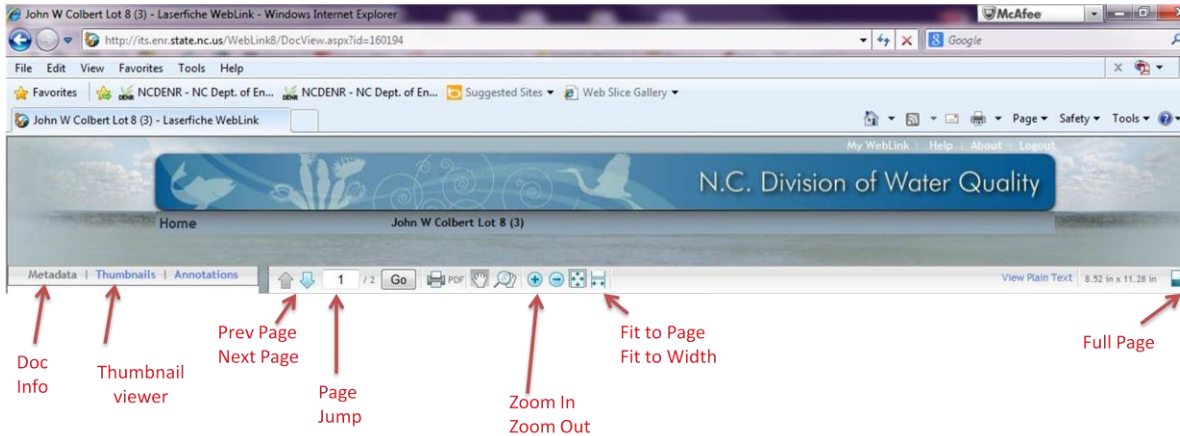 John W Colbert Lot 8 (3) - Laserfiche WebLink - Windows Internet Explorer
McAfee
http://its.enr.state.nc.us/WebLink8/DocView.aspx?id=160194
Google
File Edit View Favorites Tools Help
Favorites NCDENR - NC Dept. of En... NCDENR - NC Dept. of En... Suggested Sites Web Slice Gallery
John W Colbert Lot 8 (3) - Laserfiche WebLink
Page Safety Tools
My WebLink | Help | About | Logout
N.C. Division of Water Quality
Home John W Colbert Lot 8 (3)
Metadata | Thumbnails | Annotations
1 / 2 Go PDF
View Plain Text 8.52 in x 11.28 in
Prev Page
Next Page
Fit to Page
Fit to Width
Full Page
Doc
Info
Thumbnail
viewer
Page
Jump
Zoom In
Zoom Out